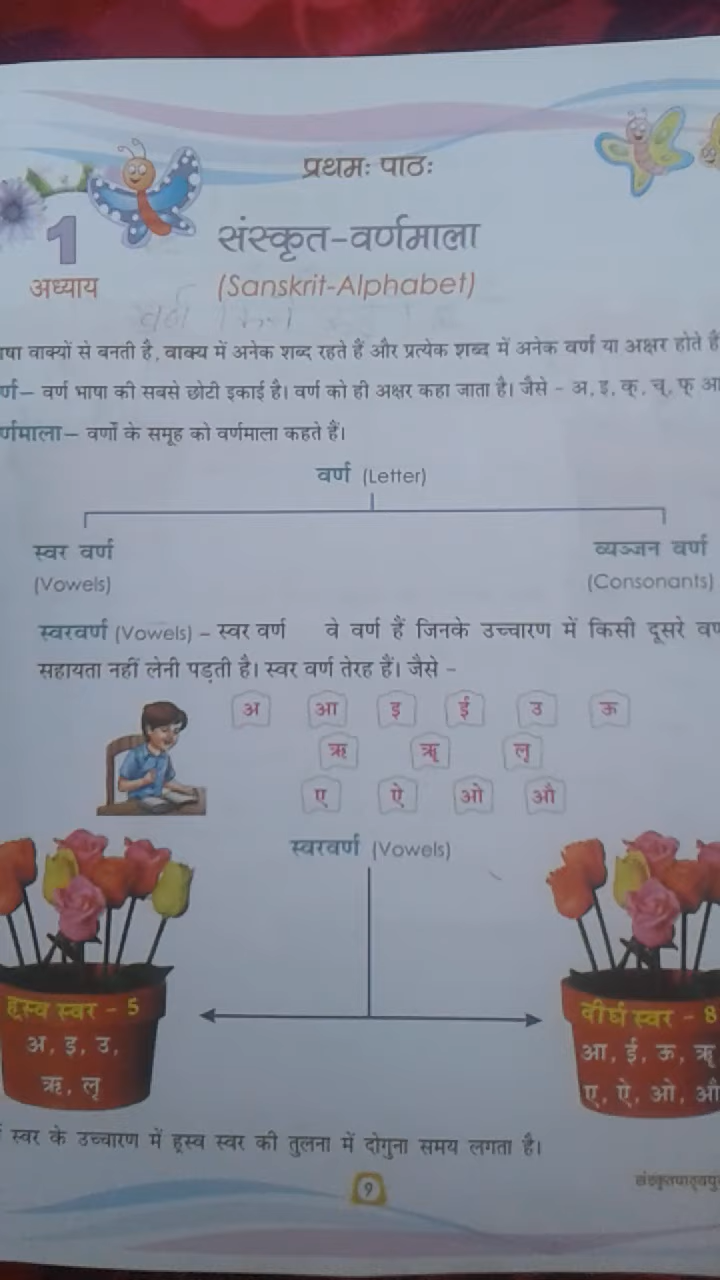 प्रथमः पाठः
1
अध्याय
संस्कृत-वर्णमाला
(Sanskrit-Alphabet)
वाक्यों से बनती है, वाक्य में अनेक शब्द रहते हैं और प्रत्येक शब्द में अनेक वर्ण या अक्षर होते हैं
– वर्ण भाषा की सबसे छोटी इकाई है। वर्ण को ही अक्षर कहा जाता है। जैसे - अ, इ, क्, च्, फ्
– वर्णों के समूह को वर्णमाला कहते हैं।
वर्ण (Letter)
स्वर वर्ण
(Vowels)
व्यञ्जन वर्ण
(Consonants)
स्वरवर्ण (Vowels) – स्वर वर्ण वे वर्ण हैं जिनके उच्चारण में किसी दूसरे
सहायता नहीं लेनी पड़ती है। स्वर वर्ण तेरह हैं। जैसे -
अ आ इ ई उ ऊ
ऋ ॠ लृ
ए ऐ ओ औ
स्वरवर्ण (Vowels)
ह्रस्व स्वर - 5
अ, इ, उ,
ऋ, लृ
दीर्घ स्वर - 8
आ, ई, ऊ, ॠ
ए, ऐ, ओ, औ
स्वर के उच्चारण में ह्रस्व स्वर की तुलना में दोगुना समय लगता है।
9